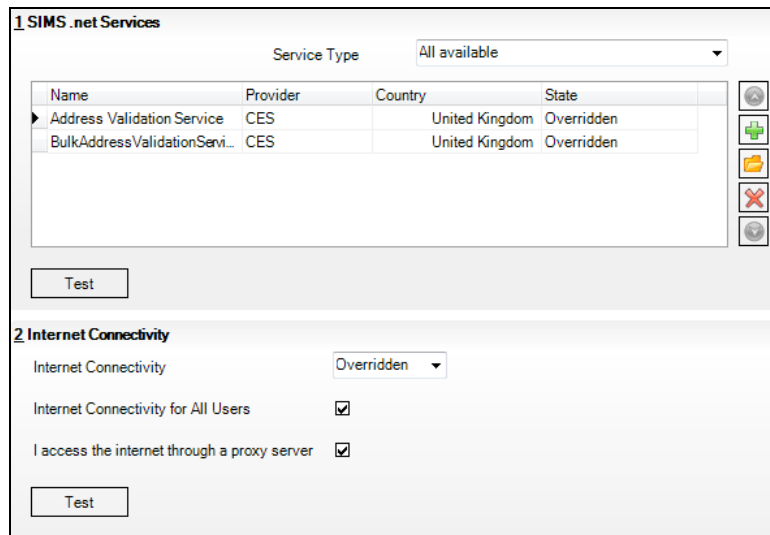 1 SIMS .net Services
Service Type All available
Name Provider Country State
Address Validation Service CES United Kingdom Overridden
BulkAddressValidationServi... CES United Kingdom Overridden
Test
2 Internet Connectivity
Internet Connectivity Overridden
Internet Connectivity for All Users
I access the internet through a proxy server
Test